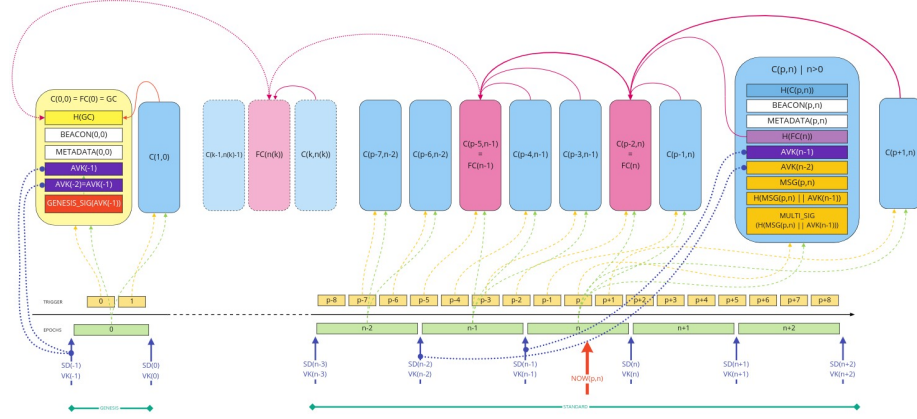 C(0,0) = FC(0) = GC
H(GC)
BEACON(0,0)
METADATA(0,0)
AVK(-1)
AVK(-2)=AVK(-1)
GENESIS_SIG(AVK(-1))
C(1,0)
C(k-1,n(k)-1)
FC(n(k))
C(k,n(k))
C(p-7,n-2)
C(p-6,n-2)
C(p-5,n-1)
=
FC(n-1)
C(p-4,n-1)
C(p-3,n-1)
C(p-2,n)
=
FC(n)
C(p-1,n)
C(p,n) | n>0
H(C(p,n))
BEACON(p,n)
METADATA(p,n)
H(FC(n))
AVK(n-1)
AVK(n-2)
MSG(p,n)
H(MSG(p,n) || AVK(n-1))
MULTI_SIG
(H(MSG(p,n) || AVK(n-1)))
C(p+1,n)
TRIGGER
0
1
p-8
p-7
p-6
p-5
p-4
p-3
p-2
p-1
p
p+1
p+2
p+3
p+4
p+5
p+6
p+7
p+8
EPOCHS
0
n-2
n-1
n
n+1
n+2
SD(-1)
VK(-1)
SD(0)
VK(0)
SD(n-3)
VK(n-3)
SD(n-2)
VK(n-2)
SD(n-1)
VK(n-1)
NOW(p,n)
SD(n)
VK(n)
SD(n+1)
VK(n+1)
SD(n+2)
VK(n+2)
GENESIS
STANDARD